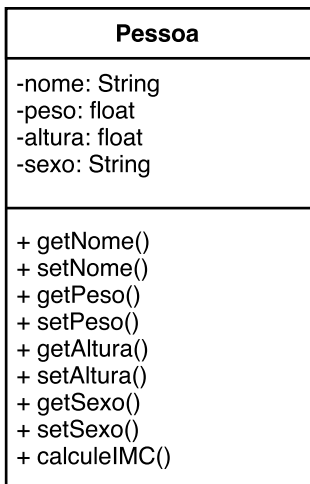 Pessoa
-nome: String
-peso: float
-altura: float
-sexo: String
+ getNome()
+ setNome()
+ getPeso()
+ setPeso()
+ getAltura()
+ setAltura()
+ getSexo()
+ setSexo()
+ calculeIMC()